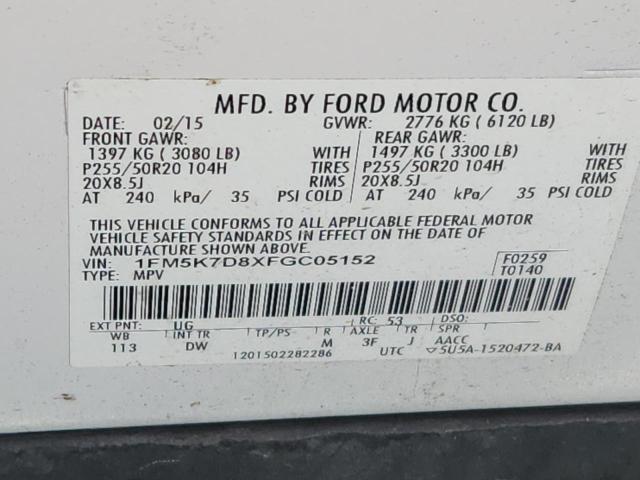 MFD. BY FORD MOTOR CO.
DATE: 02/15 GVWR: 2776 KG ( 6120 LB)
FRONT GAWR: REAR GAWR:
1397 KG ( 3080 LB) WITH 1497 KG ( 3300 LB) WITH
P255/50R20 104H TIRES P255/50R20 104H TIRES
20X8.5J RIMS 20X8.5J RIMS
AT 240 kPa/ 35 PSI COLD AT 240 kPa/ 35 PSI COLD
THIS VEHICLE CONFORMS TO ALL APPLICABLE FEDERAL MOTOR
VEHICLE SAFETY STANDARDS IN EFFECT ON THE DATE OF
MANUFACTURE SHOWN ABOVE.
VIN: 1FM5K7D8XFGC05152 F0259
TYPE: MPV T0140
EXT PNT: UG RC: 53 DSO:
WB INT TR TP/PS R AXLE TR SPR
113 DW M 3F J AACC
1201502282286 UTC ▽5U5A-1520472-BA